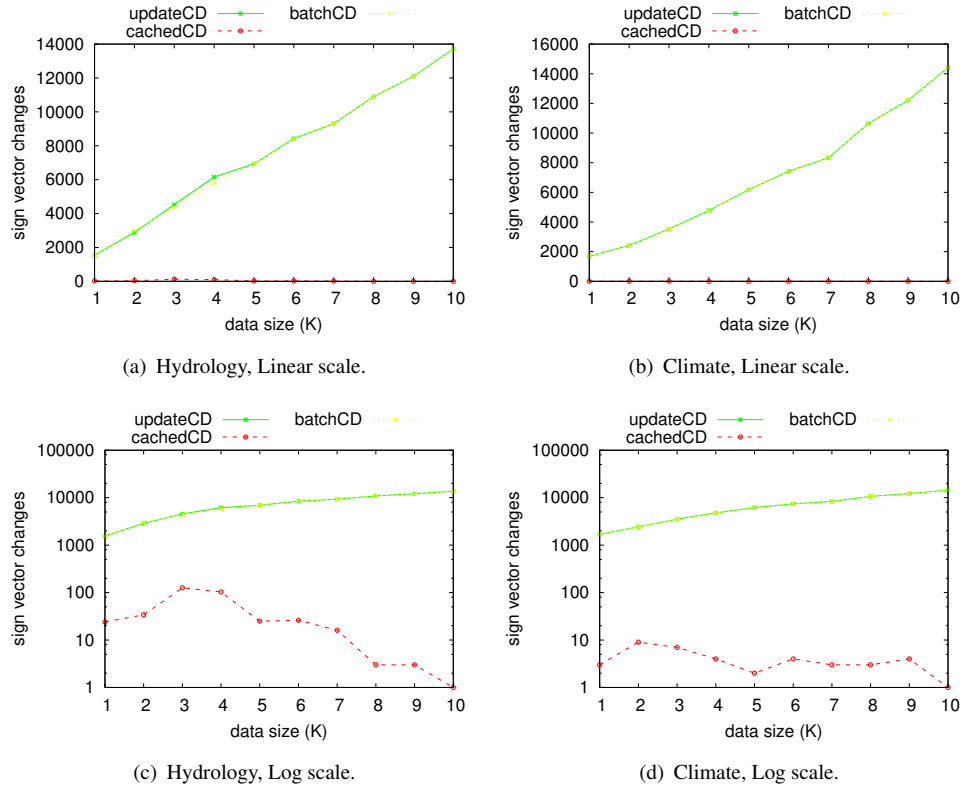 updateCD batchCD
cachedCD
14000
12000
10000
8000
6000
4000
2000
0
sign vector changes
1 2 3 4 5 6 7 8 9 10
data size (K)
(a) Hydrology, Linear scale.
updateCD batchCD
cachedCD
16000
14000
12000
10000
8000
6000
4000
2000
0
sign vector changes
1 2 3 4 5 6 7 8 9 10
data size (K)
(b) Climate, Linear scale.
updateCD batchCD
cachedCD
100000
10000
1000
100
10
1
sign vector changes
1 2 3 4 5 6 7 8 9 10
data size (K)
(c) Hydrology, Log scale.
updateCD batchCD
cachedCD
100000
10000
1000
100
10
1
sign vector changes
1 2 3 4 5 6 7 8 9 10
data size (K)
(d) Climate, Log scale.